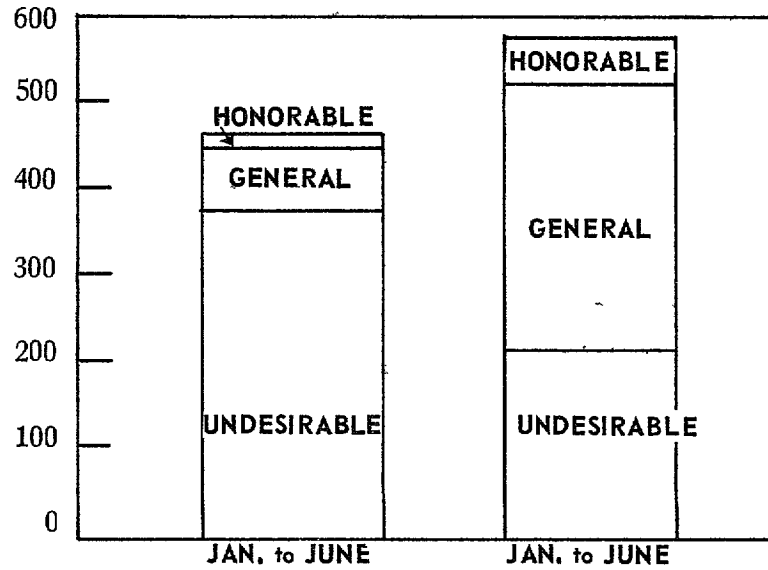 600
500
400
300
200
100
0
HONORABLE
GENERAL
UNDESIRABLE
JAN. to JUNE
HONORABLE
GENERAL
UNDESIRABLE
JAN. to JUNE